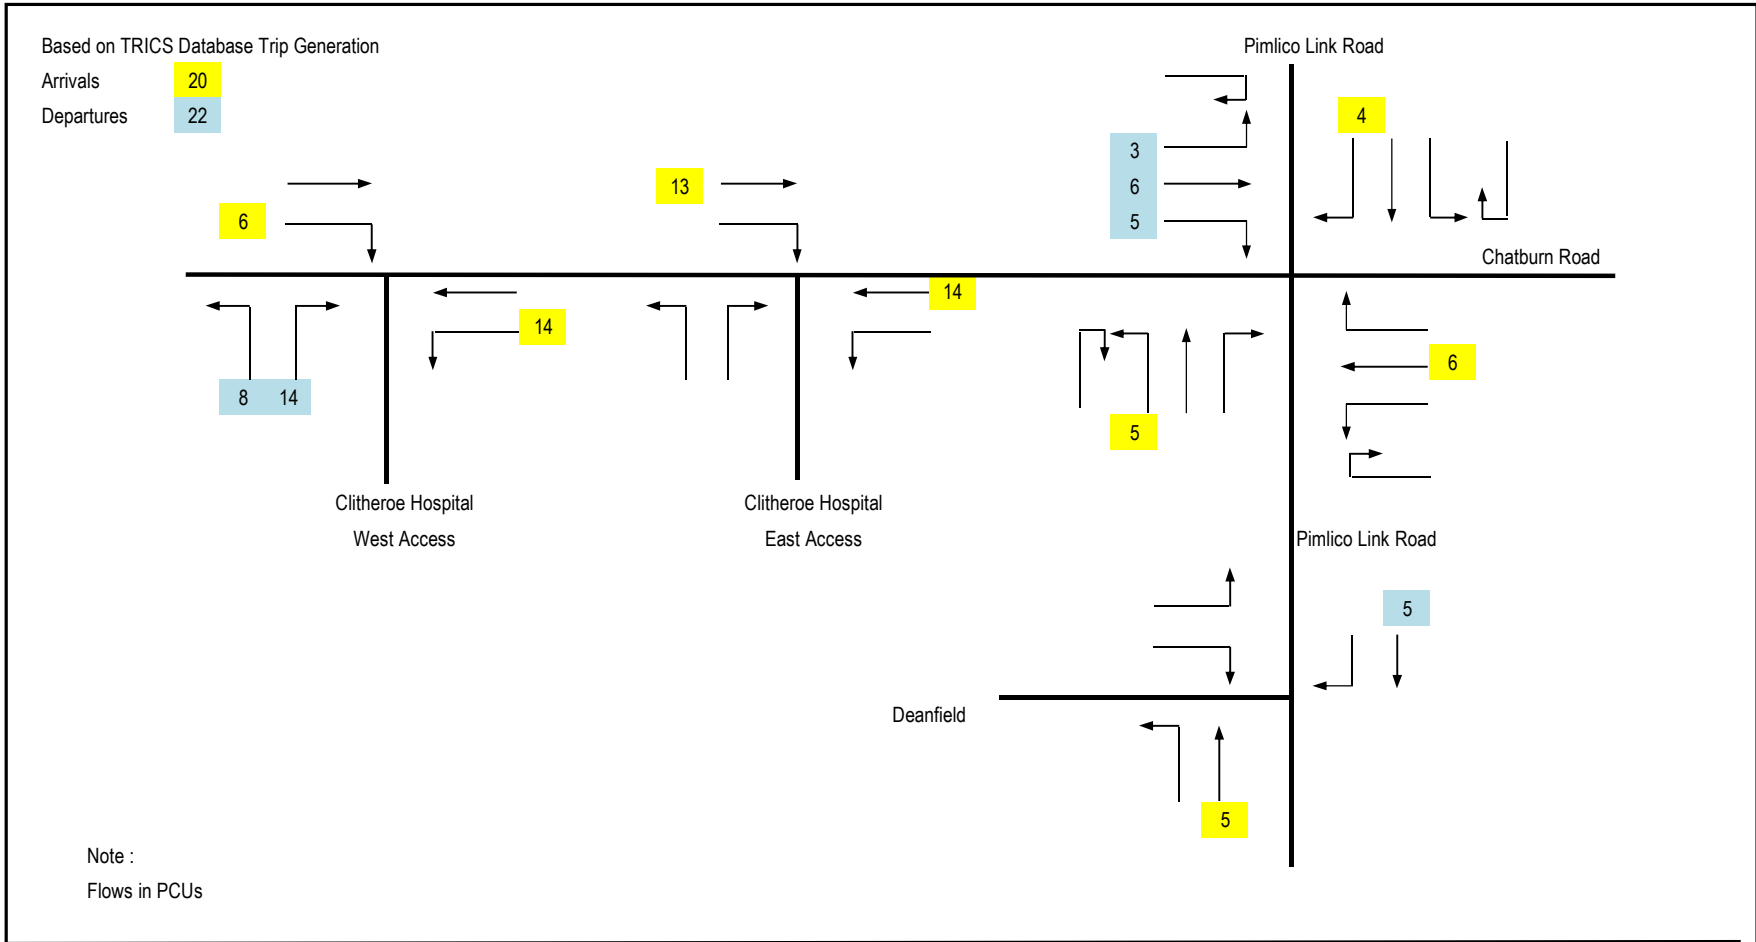 Based on TRICS Database Trip Generation
Pimlico Link Road
Arrivals 20
Departures 22
4
3
6
5
13
6
Chatburn Road
14
14
6
8 14
5
Clitheroe Hospital
West Access
Clitheroe Hospital
East Access
Pimlico Link Road
5
Deanfield
5
Note :
Flows in PCUs